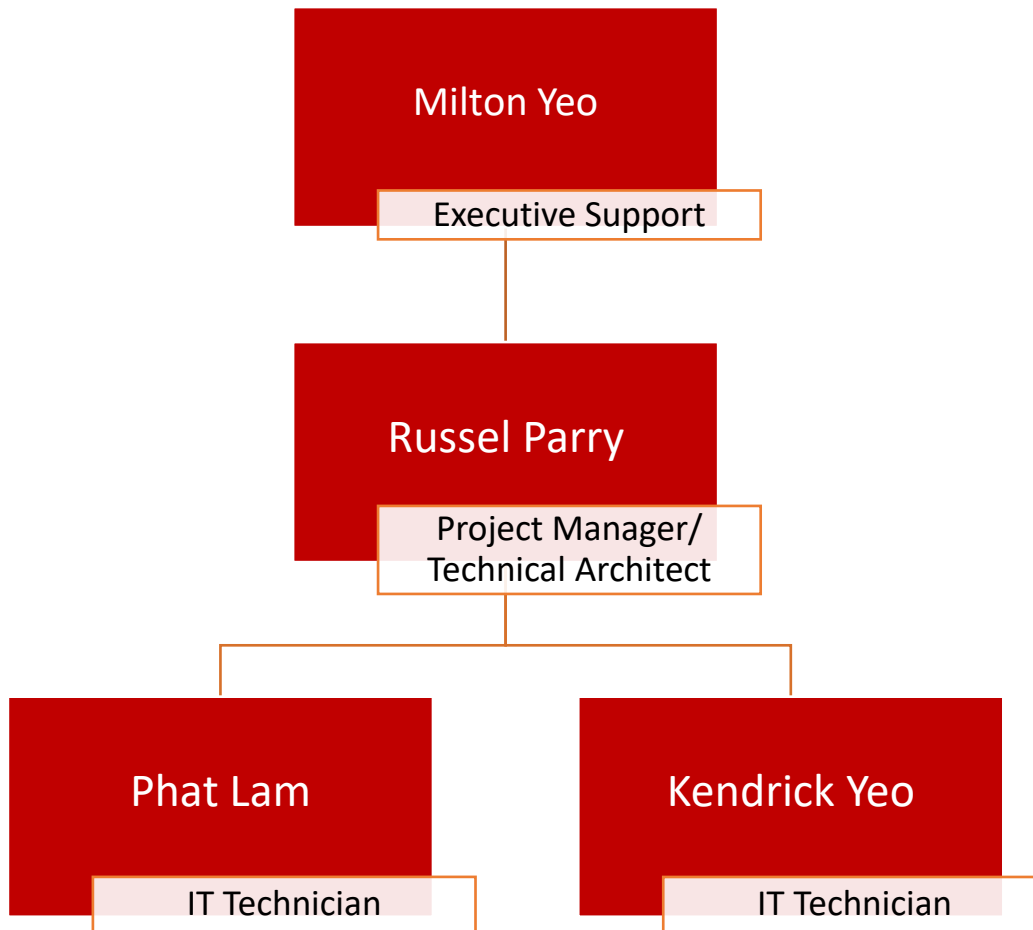 Milton Yeo
Executive Support
Russel Parry
Project Manager/
Technical Architect
Phat Lam
IT Technician
Kendrick Yeo
IT Technician